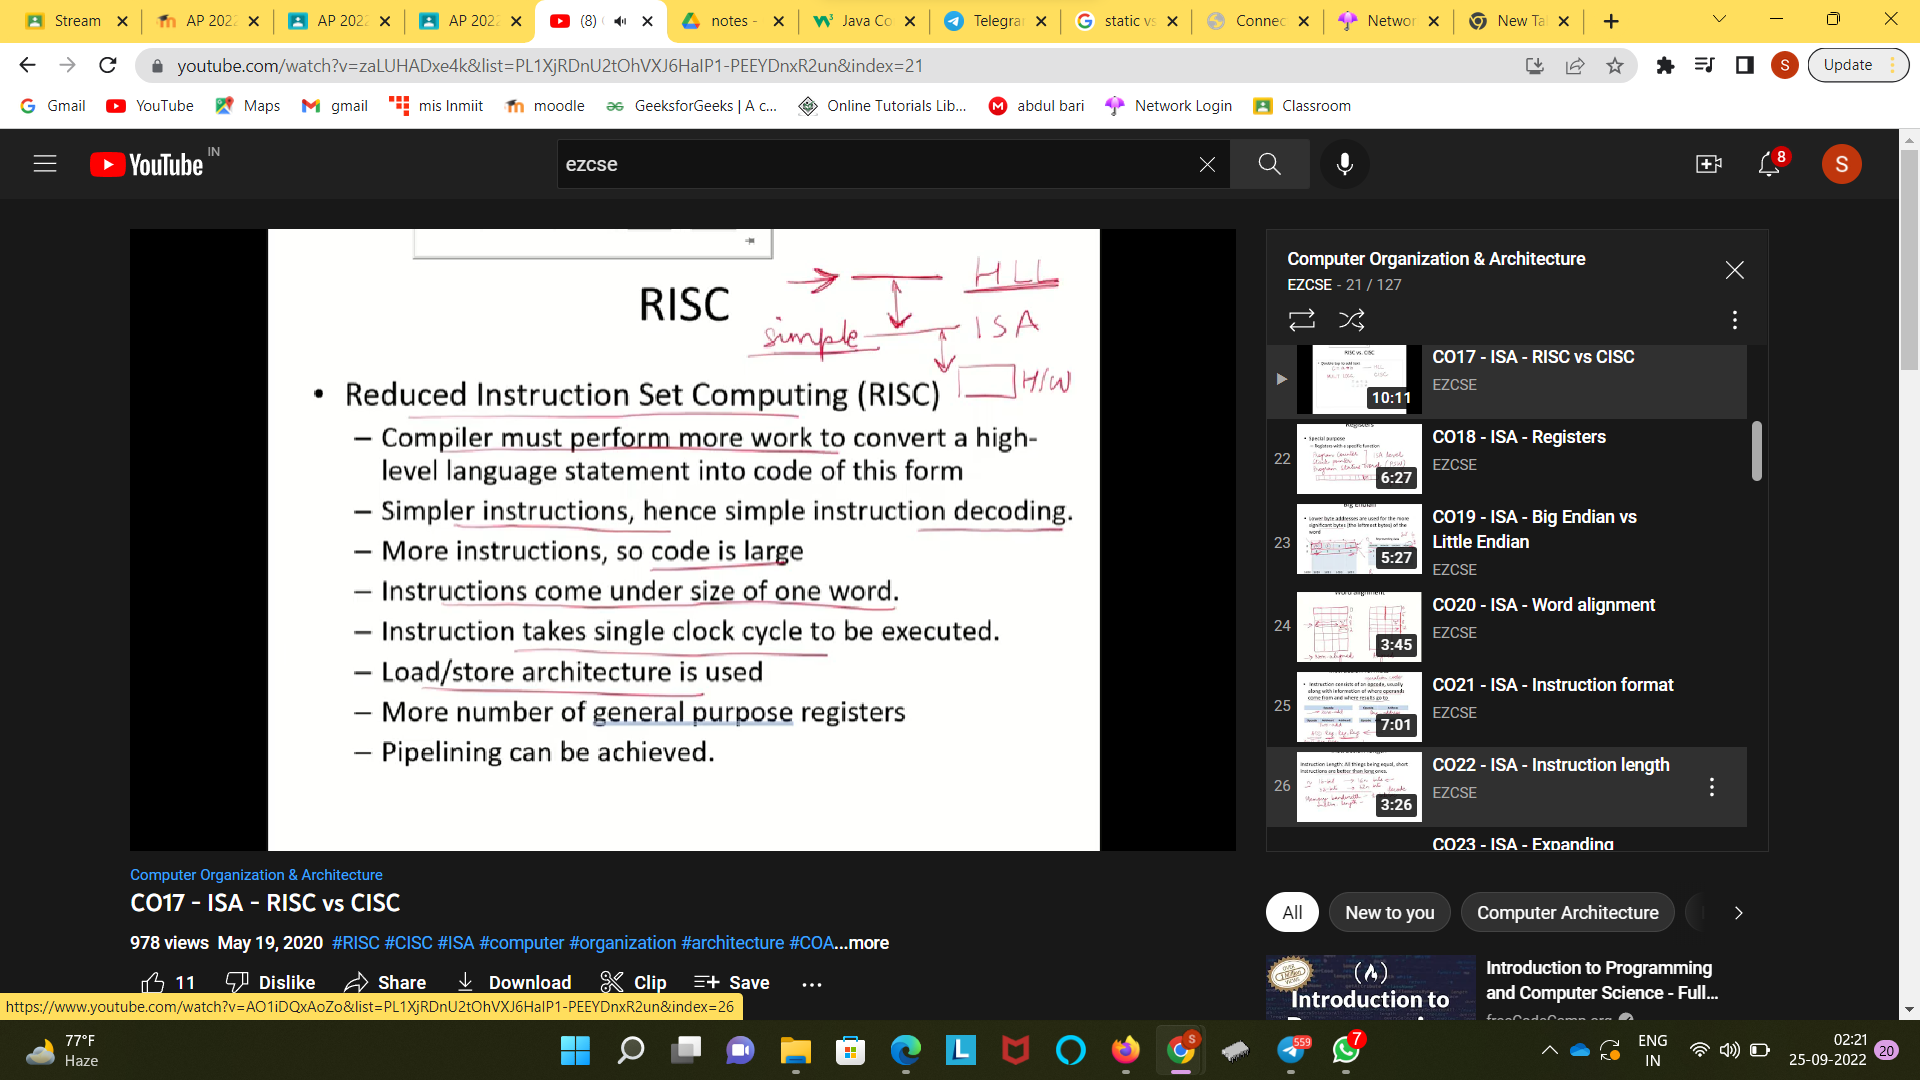 Stream
AP 2022
AP 2022
AP 2022
(8)
notes -
Java Co
Telegra
static vs
Connec
Networ
New Ta
youtube.com/watch?v=zaLUHADxe4k&list=PL1XjRDnU2tOhVXJ6HaIP1-PEEYDnxR2un&index=21
S
Update
Gmail
YouTube
Maps
gmail
mis Inmiit
moodle
GeeksforGeeks | A c...
Online Tutorials Lib...
abdul bari
Network Login
Classroom
YouTube IN
ezcse
8
S
RISC
HLL
simple
ISA
H/W
• Reduced Instruction Set Computing (RISC)
– Compiler must perform more work to convert a high-
level language statement into code of this form
– Simpler instructions, hence simple instruction decoding.
– More instructions, so code is large
– Instructions come under size of one word.
– Instruction takes single clock cycle to be executed.
– Load/store architecture is used
– More number of general purpose registers
– Pipelining can be achieved.
Computer Organization & Architecture
EZCSE - 21 / 127
10:11
CO17 - ISA - RISC vs CISC
EZCSE
22
6:27
CO18 - ISA - Registers
EZCSE
23
5:27
CO19 - ISA - Big Endian vs
Little Endian
EZCSE
24
3:45
CO20 - ISA - Word alignment
EZCSE
25
7:01
CO21 - ISA - Instruction format
EZCSE
26
3:26
CO22 - ISA - Instruction length
EZCSE
CO23 - ISA - Expanding
Computer Organization & Architecture
CO17 - ISA - RISC vs CISC
978 views May 19, 2020 #RISC #CISC #ISA #computer #organization #architecture #COA...more
11
Dislike
Share
Download
Clip
Save
All
New to you
Computer Architecture
Introduction to
Introduction to Programming
and Computer Science - Full...
freeCodeCamp.org
https://www.youtube.com/watch?v=AO1iDQxAoZo&list=PL1XjRDnU2tOhVXJ6HaIP1-PEEYDnxR2un&index=26
77°F
Haze
L
S
559
7
ENG
IN
02:21
25-09-2022
20